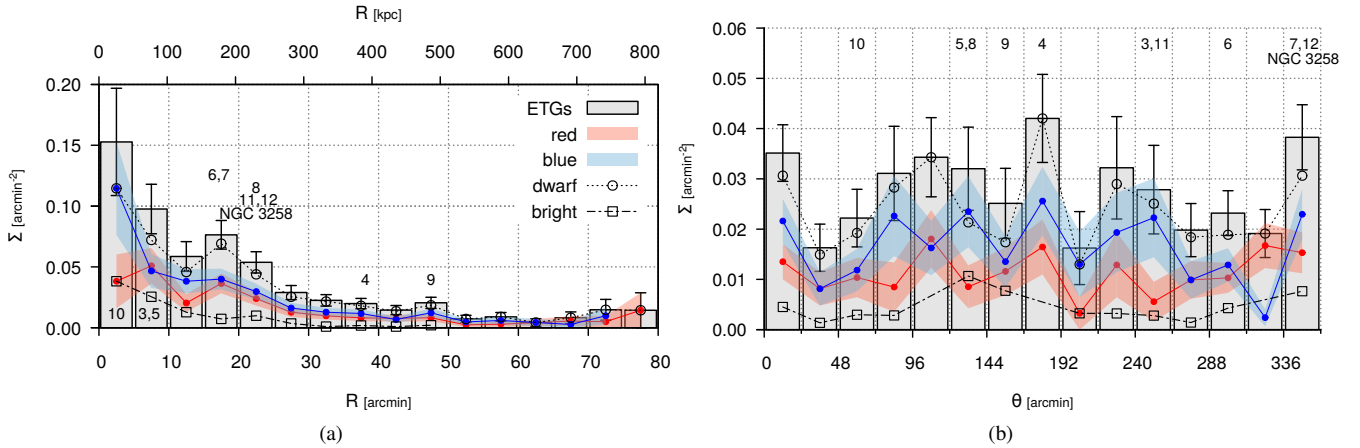 R [kpc]
0 100 200 300 400 500 600 700 800
0.20
0.15
0.10
0.05
0.00
Σ [arcmin⁻²]
ETGs
red
blue
dwarf
bright
6,7
8
11,12
NGC 3258
4
9
10
3,5
0 10 20 30 40 50 60 70 80
R [arcmin]
(a)
0.06
0.05
0.04
0.03
0.02
0.01
0.00
Σ [arcmin⁻²]
10
5,8
9
4
3,11
6
7,12
NGC 3258
0 48 96 144 192 240 288 336
θ [arcmin]
(b)